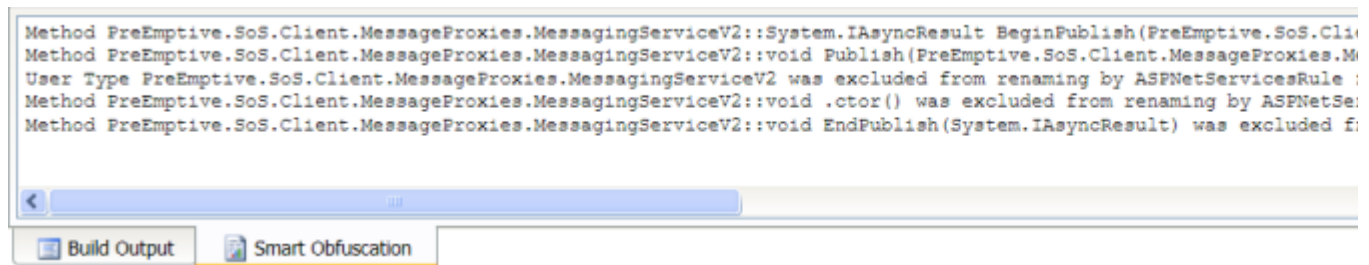 Method PreEmptive.SoS.Client.MessageProxies.MessagingServiceV2::System.IAsyncResult BeginPublish(PreEmptive.SoS.Clie
Method PreEmptive.SoS.Client.MessageProxies.MessagingServiceV2::void Publish(PreEmptive.SoS.Client.MessageProxies.Me
User Type PreEmptive.SoS.Client.MessageProxies.MessagingServiceV2 was excluded from renaming by ASPNetServicesRule
Method PreEmptive.SoS.Client.MessageProxies.MessagingServiceV2::void .ctor() was excluded from renaming by ASPNetSer
Method PreEmptive.SoS.Client.MessageProxies.MessagingServiceV2::void EndPublish(System.IAsyncResult) was excluded f
Build Output Smart Obfuscation